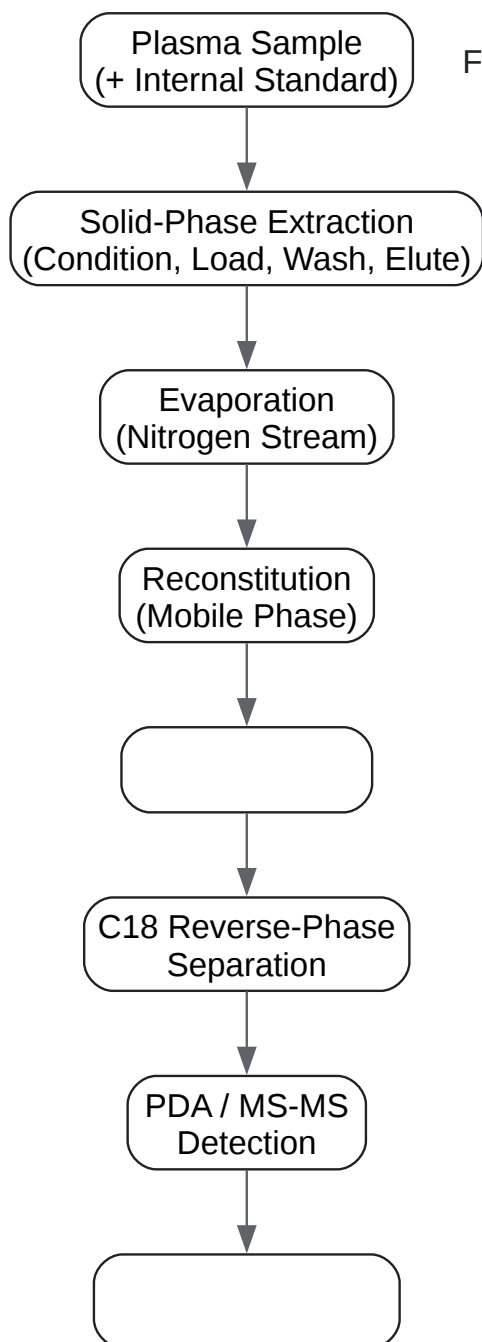 Plasma Sample
(+ Internal Standard)
F
Solid-Phase Extraction
(Condition, Load, Wash, Elute)
Evaporation
(Nitrogen Stream)
Reconstitution
(Mobile Phase)
C18 Reverse-Phase
Separation
PDA / MS-MS
Detection